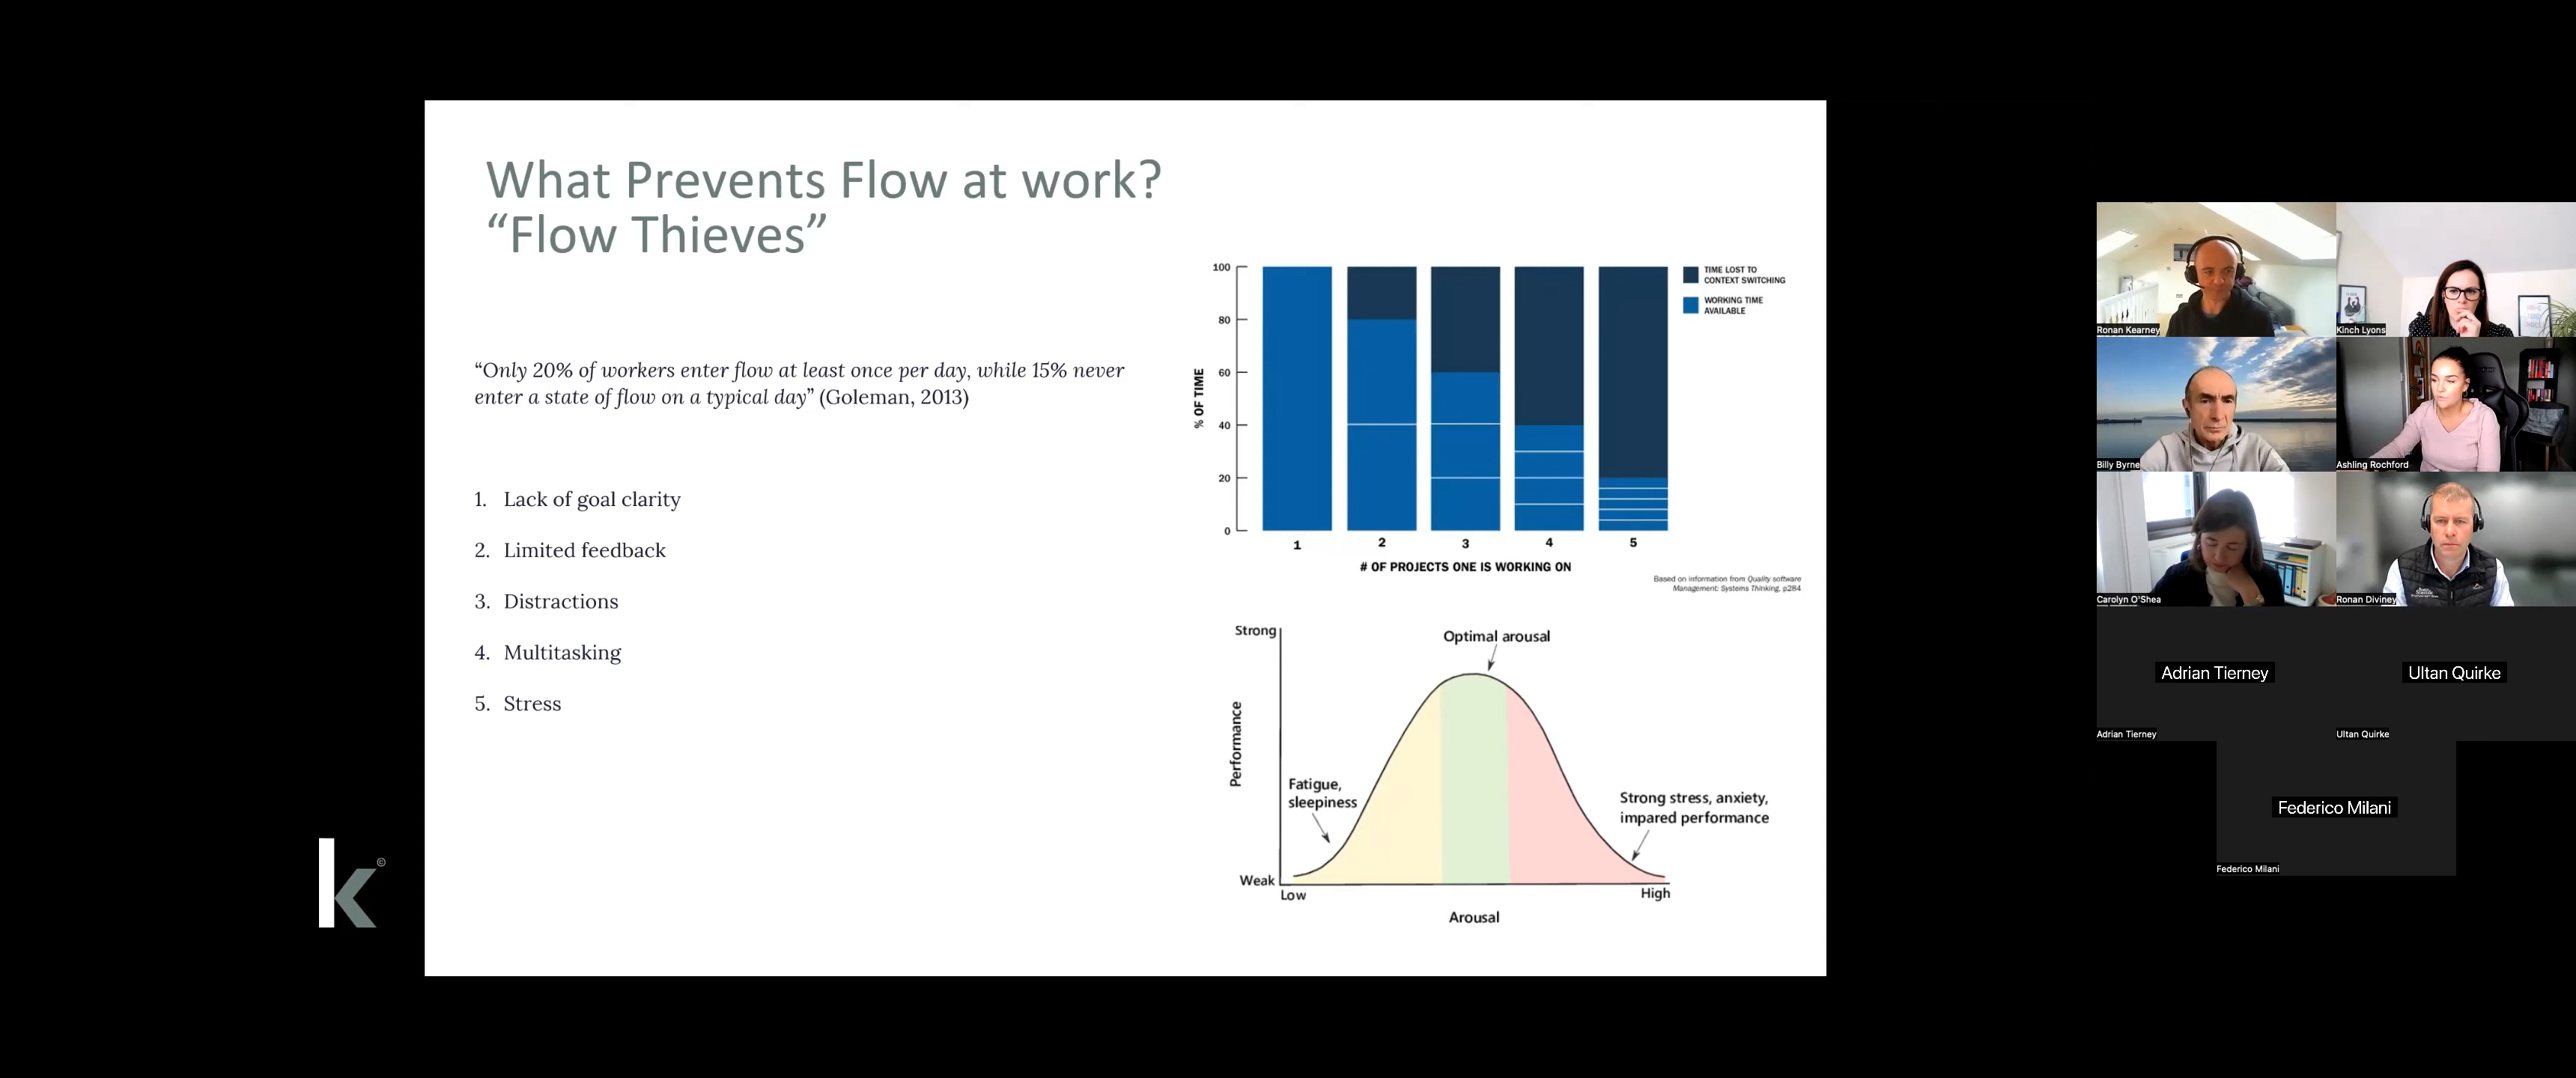 What Prevents Flow at work?
“Flow Thieves”
“Only 20% of workers enter flow at least once per day, while 15% never
enter a state of flow on a typical day” (Goleman, 2013)
1. Lack of goal clarity
2. Limited feedback
3. Distractions
4. Multitasking
5. Stress
100
80
60
40
20
0
% OF TIME
1 2 3 4 5
# OF PROJECTS ONE IS WORKING ON
TIME LOST TO
CONTEXT SWITCHING
WORKING TIME
AVAILABLE
Based on information from Quality software
Management: Systems Thinking, p284
Strong
Optimal arousal
Performance
Fatigue,
sleepiness
Strong stress, anxiety,
impared performance
Weak
Low
High
Arousal
k©
Ronan Kearney
Kinch Lyons
Billy Byrne
Ashling Rochford
Carolyn O'Shea
Ronan Diviney
Adrian Tierney
Adrian Tierney
Ultan Quirke
Ultan Quirke
Federico Milani
Federico Milani